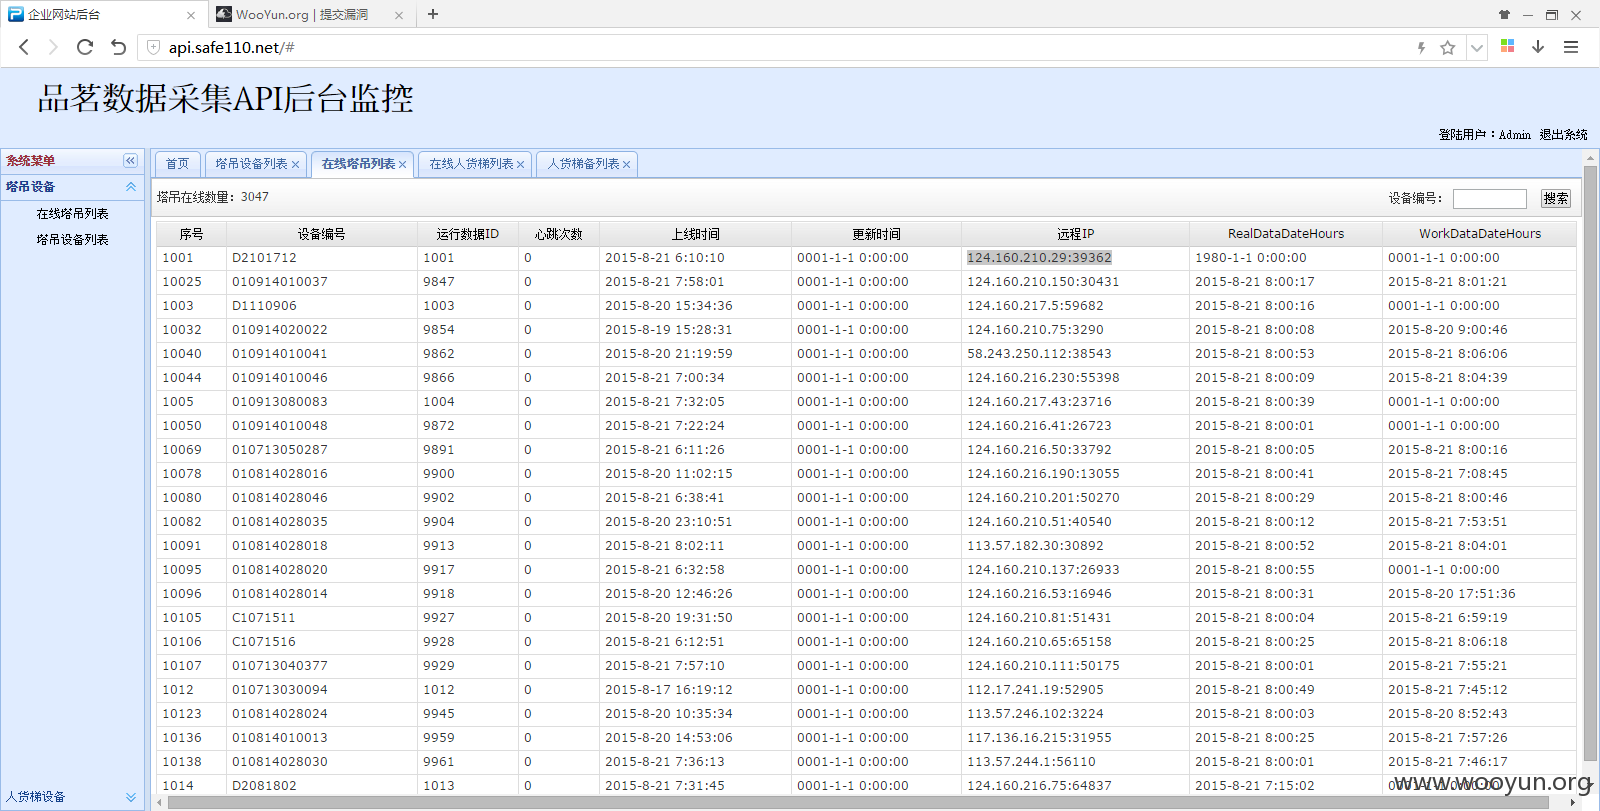 企业网站后台
WooYun.org | 提交漏洞
api.safe110.net/#
品茗数据采集API后台监控
登陆用户：Admin 退出系统
系统菜单
塔吊设备
在线塔吊列表
塔吊设备列表
人货梯设备
首页 塔吊设备列表 在线塔吊列表 在线人货梯列表 人货梯备列表
塔吊在线数量：3047 设备编号： 搜索
序号 设备编号 运行数据ID 心跳次数 上线时间 更新时间 远程IP RealDataDateHours WorkDataDateHours
1001 D2101712 1001 0 2015-8-21 6:10:10 0001-1-1 0:00:00 124.160.210.29:39362 1980-1-1 0:00:00 0001-1-1 0:00:00
10025 010914010037 9847 0 2015-8-21 7:58:01 0001-1-1 0:00:00 124.160.210.150:30431 2015-8-21 8:00:17 2015-8-21 8:01:21
1003 D1110906 1003 0 2015-8-20 15:34:36 0001-1-1 0:00:00 124.160.217.5:59682 2015-8-21 8:00:16 0001-1-1 0:00:00
10032 010914020022 9854 0 2015-8-19 15:28:31 0001-1-1 0:00:00 124.160.210.75:3290 2015-8-21 8:00:08 2015-8-20 9:00:46
10040 010914010041 9862 0 2015-8-20 21:19:59 0001-1-1 0:00:00 58.243.250.112:38543 2015-8-21 8:00:53 2015-8-21 8:06:06
10044 010914010046 9866 0 2015-8-21 7:00:34 0001-1-1 0:00:00 124.160.216.230:55398 2015-8-21 8:00:09 2015-8-21 8:04:39
1005 010913080083 1004 0 2015-8-21 7:32:05 0001-1-1 0:00:00 124.160.217.43:23716 2015-8-21 8:00:39 0001-1-1 0:00:00
10050 010914010048 9872 0 2015-8-21 7:22:24 0001-1-1 0:00:00 124.160.216.41:26723 2015-8-21 8:00:01 0001-1-1 0:00:00
10069 010713050287 9891 0 2015-8-21 6:11:26 0001-1-1 0:00:00 124.160.216.50:33792 2015-8-21 8:00:05 2015-8-21 8:00:16
10078 010814028016 9900 0 2015-8-20 11:02:15 0001-1-1 0:00:00 124.160.216.190:13055 2015-8-21 8:00:41 2015-8-21 7:08:45
10080 010814028046 9902 0 2015-8-21 6:38:41 0001-1-1 0:00:00 124.160.210.201:50270 2015-8-21 8:00:29 2015-8-21 8:00:46
10082 010814028035 9904 0 2015-8-20 23:10:51 0001-1-1 0:00:00 124.160.210.51:40540 2015-8-21 8:00:12 2015-8-21 7:53:51
10091 010814028018 9913 0 2015-8-21 8:02:11 0001-1-1 0:00:00 113.57.182.30:30892 2015-8-21 8:00:52 2015-8-21 8:04:01
10095 010814028020 9917 0 2015-8-21 6:32:58 0001-1-1 0:00:00 124.160.210.137:26933 2015-8-21 8:00:55 0001-1-1 0:00:00
10096 010814028014 9918 0 2015-8-20 12:46:26 0001-1-1 0:00:00 124.160.216.53:16946 2015-8-21 8:00:31 2015-8-20 17:51:36
10105 C1071511 9927 0 2015-8-20 19:31:50 0001-1-1 0:00:00 124.160.210.81:51431 2015-8-21 8:00:04 2015-8-21 6:59:19
10106 C1071516 9928 0 2015-8-21 6:12:51 0001-1-1 0:00:00 124.160.210.65:65158 2015-8-21 8:00:25 2015-8-21 8:06:18
10107 010713040377 9929 0 2015-8-21 7:57:10 0001-1-1 0:00:00 124.160.210.111:50175 2015-8-21 8:00:01 2015-8-21 7:55:21
1012 010713030094 1012 0 2015-8-17 16:19:12 0001-1-1 0:00:00 112.17.241.19:52905 2015-8-21 8:00:49 2015-8-21 7:45:12
10123 010814028024 9945 0 2015-8-20 10:35:34 0001-1-1 0:00:00 113.57.246.102:3224 2015-8-21 8:00:03 2015-8-20 8:52:43
10136 010814010013 9959 0 2015-8-20 14:53:06 0001-1-1 0:00:00 117.136.16.215:31955 2015-8-21 8:00:25 2015-8-21 7:57:26
10138 010814028030 9961 0 2015-8-21 7:36:13 0001-1-1 0:00:00 113.57.244.1:56110 2015-8-21 8:00:02 2015-8-21 7:46:17
1014 D2081802 1013 0 2015-8-21 7:31:45 0001-1-1 0:00:00 124.160.216.75:64837 2015-8-21 7:15:02 0001-1-1 0:00:00
www.wooyun.org